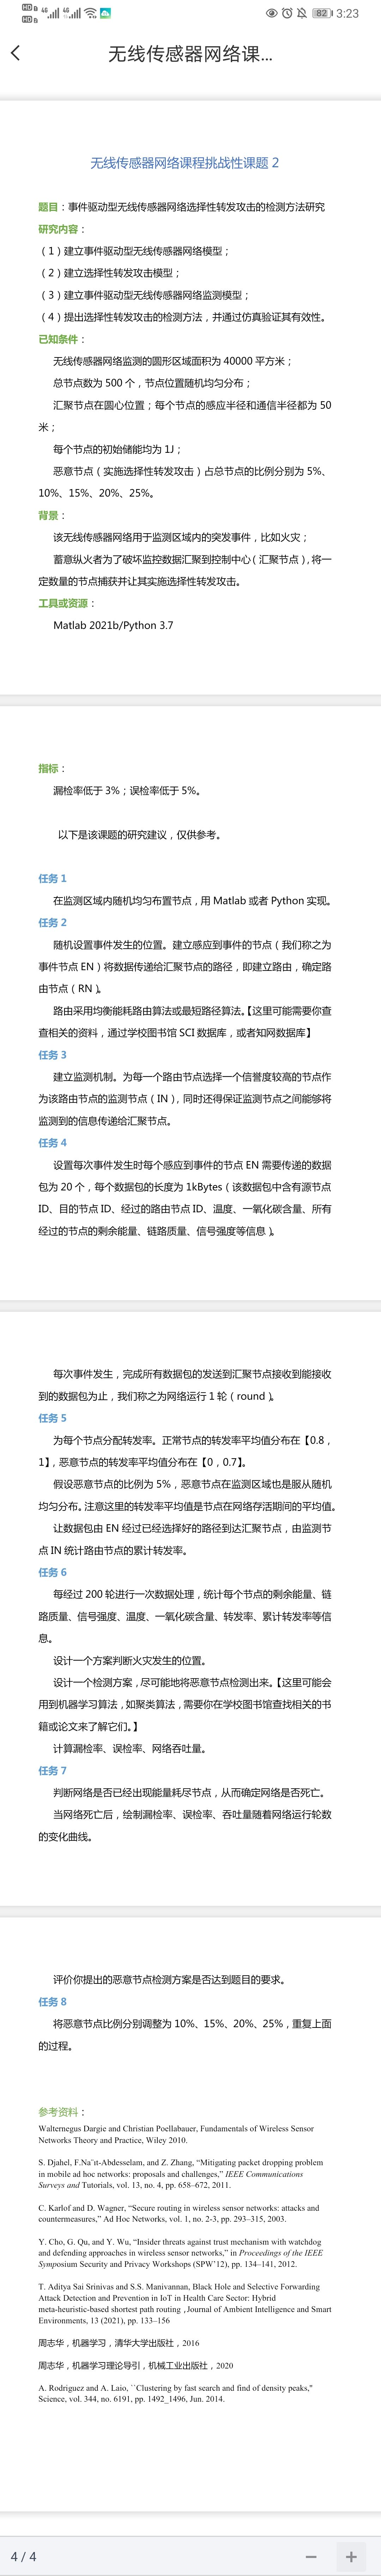 82 3:23
无线传感器网络课...
无线传感器网络课程挑战性课题 2
题目：事件驱动型无线传感器网络选择性转发攻击的检测方法研究
研究内容：
（1）建立事件驱动型无线传感器网络模型；
（2）建立选择性转发攻击模型；
（3）建立事件驱动型无线传感器网络监测模型；
（4）提出选择性转发攻击的检测方法，并通过仿真验证其有效性。
已知条件：
无线传感器网络监测的圆形区域面积为 40000 平方米；
总节点数为 500 个，节点位置随机均匀分布；
汇聚节点在圆心位置；每个节点的感应半径和通信半径都为 50
米；
每个节点的初始储能均为 1J；
恶意节点（实施选择性转发攻击）占总节点的比例分别为 5%、
10%、15%、20%、25%。
背景：
该无线传感器网络用于监测区域内的突发事件，比如火灾；
蓄意纵火者为了破坏监控数据汇聚到控制中心（汇聚节点），将一
定数量的节点捕获并让其实施选择性转发攻击。
工具或资源：
Matlab 2021b/Python 3.7
指标：
漏检率低于 3%；误检率低于 5%。
以下是该课题的研究建议，仅供参考。
任务 1
在监测区域内随机均匀布置节点，用 Matlab 或者 Python 实现。
任务 2
随机设置事件发生的位置。建立感应到事件的节点（我们称之为
事件节点 EN）将数据传递给汇聚节点的路径，即建立路由，确定路
由节点（RN）。
路由采用均衡能耗路由算法或最短路径算法。【这里可能需要你查
查相关的资料，通过学校图书馆 SCI 数据库，或者知网数据库】
任务 3
建立监测机制。为每一个路由节点选择一个信誉度较高的节点作
为该路由节点的监测节点（IN），同时还得保证监测节点之间能够将
监测到的信息传递给汇聚节点。
任务 4
设置每次事件发生时每个感应到事件的节点 EN 需要传递的数据
包为 20 个，每个数据包的长度为 1kBytes（该数据包中含有源节点
ID、目的节点 ID、经过的路由节点 ID、温度、一氧化碳含量、所有
经过的节点的剩余能量、链路质量、信号强度等信息）。
每次事件发生，完成所有数据包的发送到汇聚节点接收到能接收
到的数据包为止，我们称之为网络运行 1 轮（round）。
任务 5
为每个节点分配转发率。正常节点的转发率平均值分布在【0.8，
1】，恶意节点的转发率平均值分布在【0，0.7】。
假设恶意节点的比例为 5%，恶意节点在监测区域也是服从随机
均匀分布。注意这里的转发率平均值是节点在网络存活期间的平均值。
让数据包由 EN 经过已经选择好的路径到达汇聚节点，由监测节
点 IN 统计路由节点的累计转发率。
任务 6
每经过 200 轮进行一次数据处理，统计每个节点的剩余能量、链
路质量、信号强度、温度、一氧化碳含量、转发率、累计转发率等信
息。
设计一个方案判断火灾发生的位置。
设计一个检测方案，尽可能地将恶意节点检测出来。【这里可能会
用到机器学习算法，如聚类算法，需要你在学校图书馆查找相关的书
籍或论文来了解它们。】
计算漏检率、误检率、网络吞吐量。
任务 7
判断网络是否已经出现能量耗尽节点，从而确定网络是否死亡。
当网络死亡后，绘制漏检率、误检率、吞吐量随着网络运行轮数
的变化曲线。
评价你提出的恶意节点检测方案是否达到题目的要求。
任务 8
将恶意节点比例分别调整为 10%、15%、20%、25%，重复上面
的过程。
参考资料：
Walternegus Dargie and Christian Poellabauer, Fundamentals of Wireless Sensor
Networks Theory and Practice, Wiley 2010.
S. Djahel, F.Na¨ıt-Abdesselam, and Z. Zhang, “Mitigating packet dropping problem
in mobile ad hoc networks: proposals and challenges,” IEEE Communications
Surveys and Tutorials, vol. 13, no. 4, pp. 658–672, 2011.
C. Karlof and D. Wagner, “Secure routing in wireless sensor networks: attacks and
countermeasures,” Ad Hoc Networks, vol. 1, no. 2-3, pp. 293–315, 2003.
Y. Cho, G. Qu, and Y. Wu, “Insider threats against trust mechanism with watchdog
and defending approaches in wireless sensor networks,” in Proceedings of the IEEE
Symposium Security and Privacy Workshops (SPW’12), pp. 134–141, 2012.
T. Aditya Sai Srinivas and S.S. Manivannan, Black Hole and Selective Forwarding
Attack Detection and Prevention in IoT in Health Care Sector: Hybrid
meta-heuristic-based shortest path routing , Journal of Ambient Intelligence and Smart
Environments, 13 (2021), pp. 133–156
周志华，机器学习，清华大学出版社，2016
周志华，机器学习理论导引，机械工业出版社，2020
A. Rodriguez and A. Laio, ``Clustering by fast search and find of density peaks,''
Science, vol. 344, no. 6191, pp. 1492_1496, Jun. 2014.
4 / 4